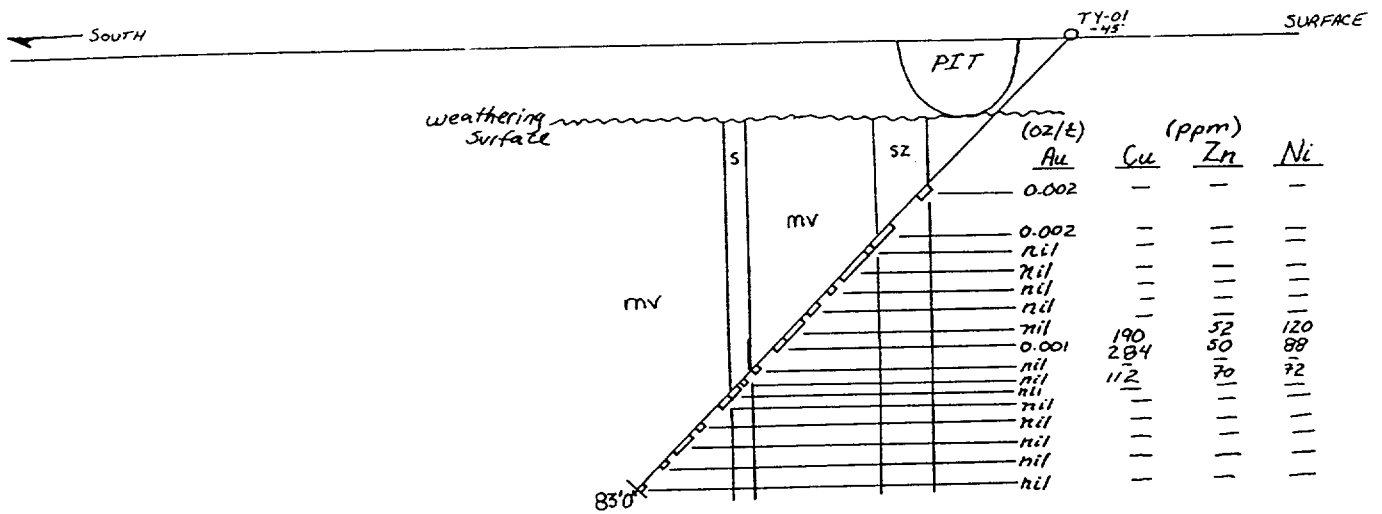 SOUTH
TY-01
-45
SURFACE
PIT
weathering
Surface
S
SZ
mv
mv
(oz/t) (ppm)
Au Cu Zn Ni
0.002 — — —
0.002 — — —
nil — — —
nil — — —
nil — — —
nil — — —
nil 190 52 120
0.001 284 50 88
nil — — —
nil 112 70 72
nil — — —
nil — — —
nil — — —
nil — — —
nil — — —
nil — — —
83'0"